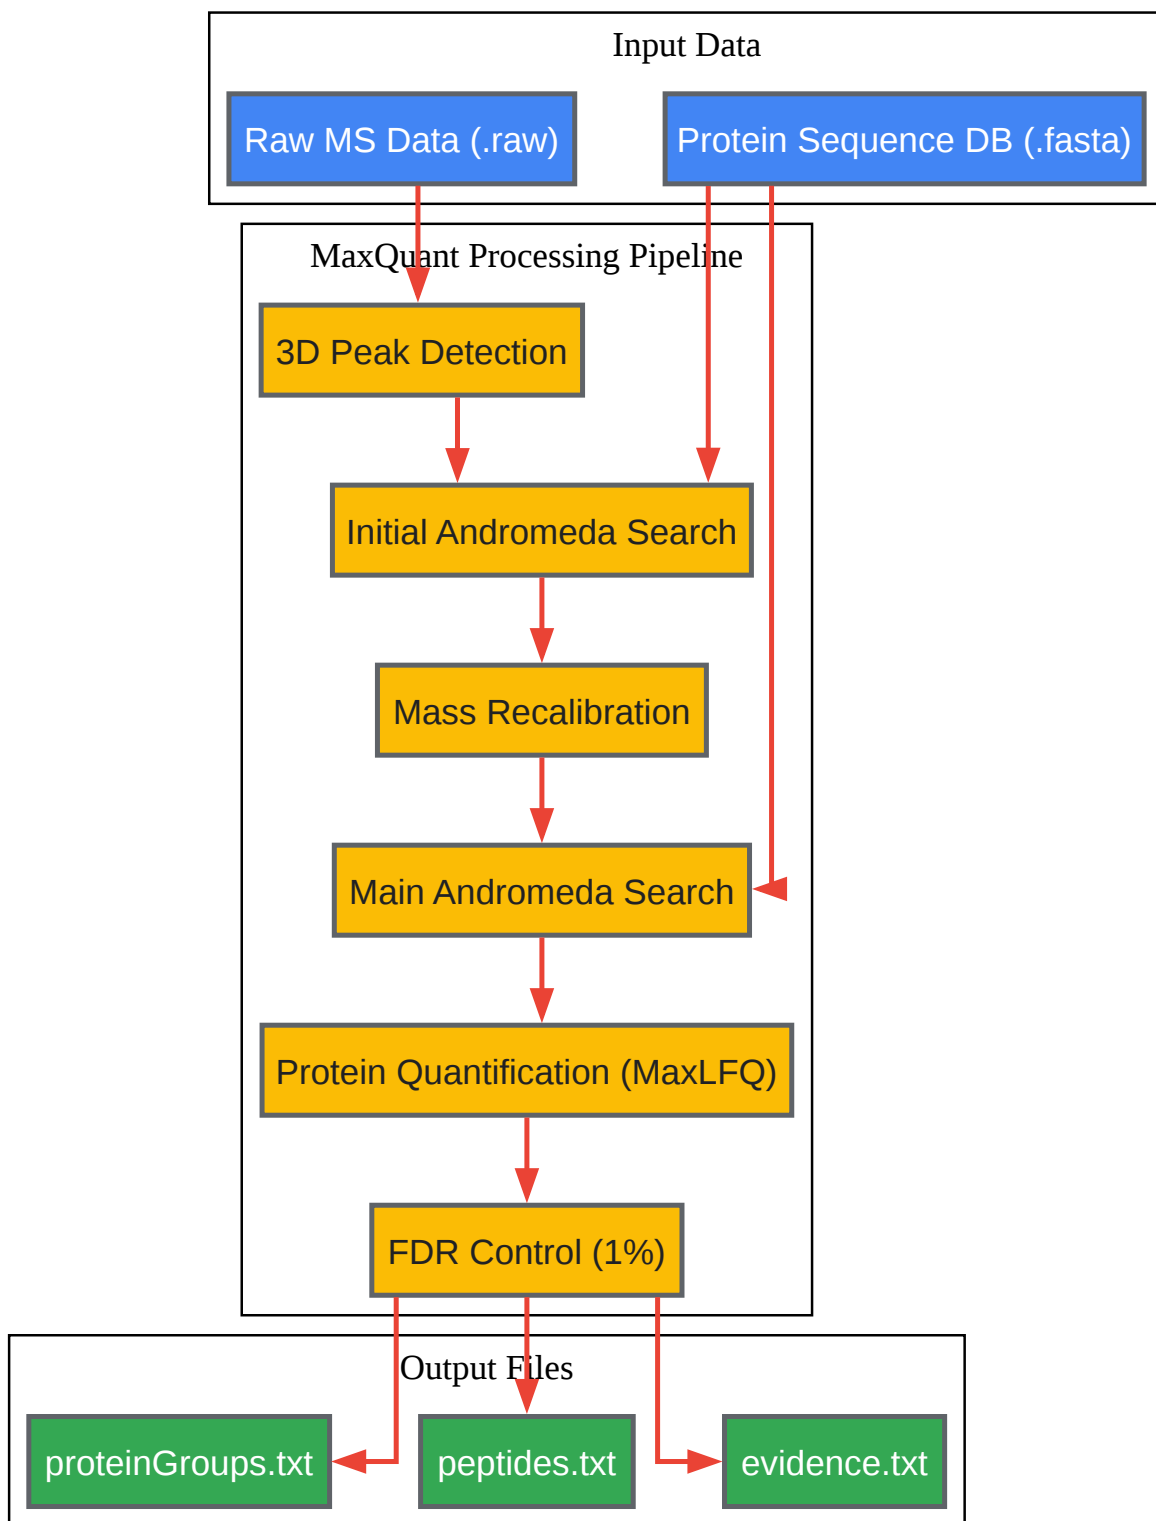 Input Data
Raw MS Data (.raw)
Protein Sequence DB (.fasta)
MaxQuant Processing Pipeline
3D Peak Detection
Initial Andromeda Search
Mass Recalibration
Main Andromeda Search
Protein Quantification (MaxLFQ)
FDR Control (1%)
Output Files
proteinGroups.txt
peptides.txt
evidence.txt